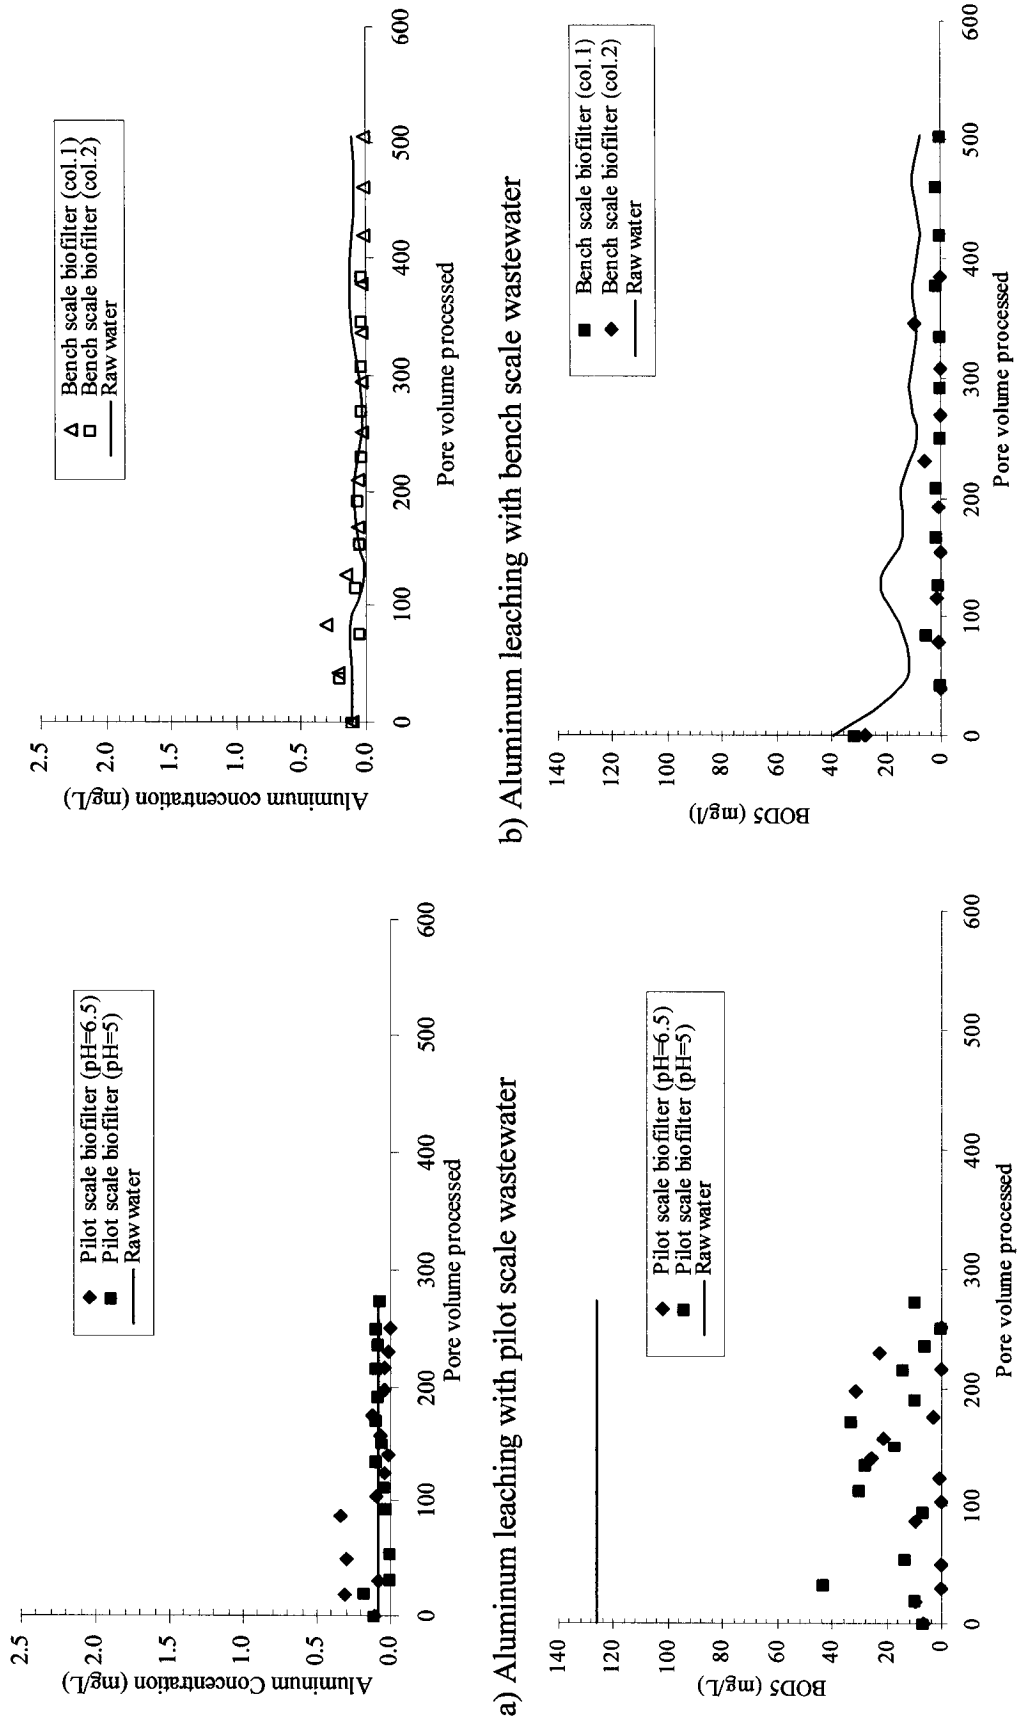 2.5
2.0
1.5
1.0
0.5
0.0
Aluminum Concentration (mg/L)
0
100
200
300
400
500
600
Pore volume processed
Pilot scale biofilter (pH=6.5)
Pilot scale biofilter (pH=5)
Raw water
a) Aluminum leaching with pilot scale wastewater
140
120
100
80
60
40
20
0
BOD5 (mg/L)
0
100
200
300
400
500
600
Pore volume processed
Pilot scale biofilter (pH=6.5)
Pilot scale biofilter (pH=5)
Raw water
2.5
2.0
1.5
1.0
0.5
0.0
Aluminum concentration (mg/L)
0
100
200
300
400
500
600
Pore volume processed
Bench scale biofilter (col.1)
Bench scale biofilter (col.2)
Raw water
b) Aluminum leaching with bench scale wastewater
140
120
100
80
60
40
20
0
BOD5 (mg/l)
0
100
200
300
400
500
600
Pore volume processed
Bench scale biofilter (col.1)
Bench scale biofilter (col.2)
Raw water